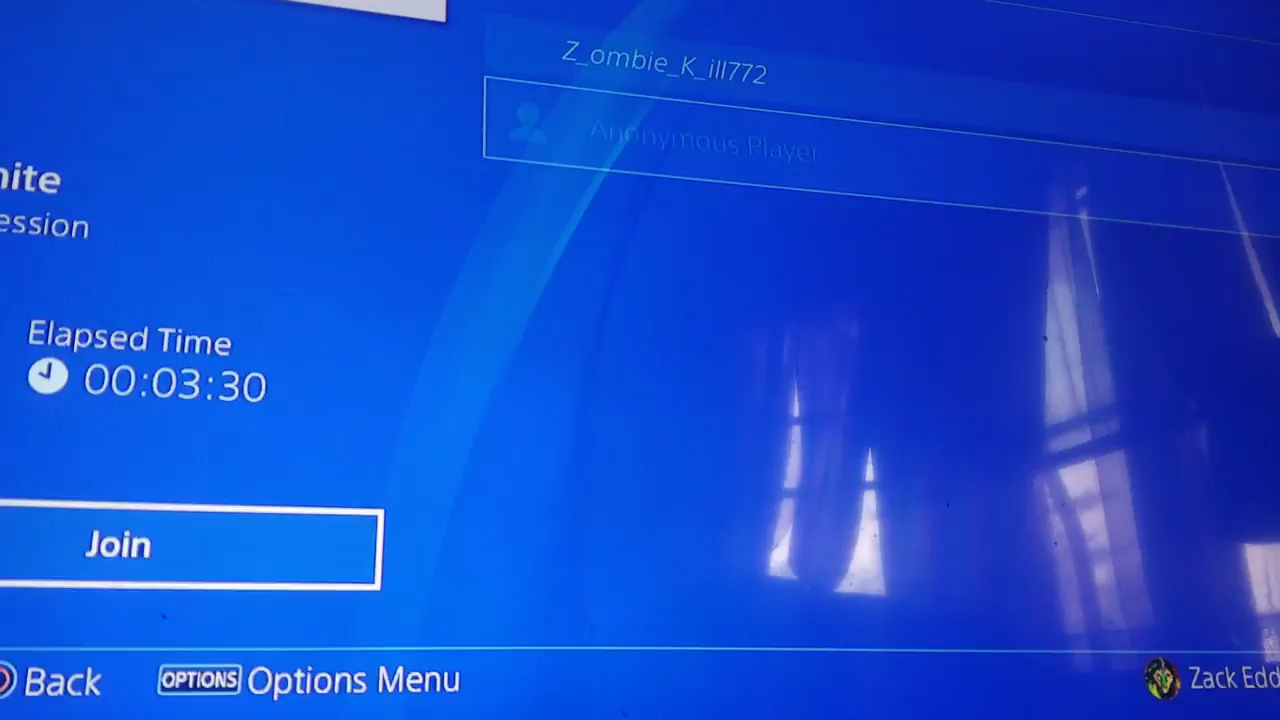 Z_ombie_K_ill772
Anonymous Player
nite
ession
Elapsed Time
00:03:30
Join
Back
OPTIONS Options Menu
Zack Edd